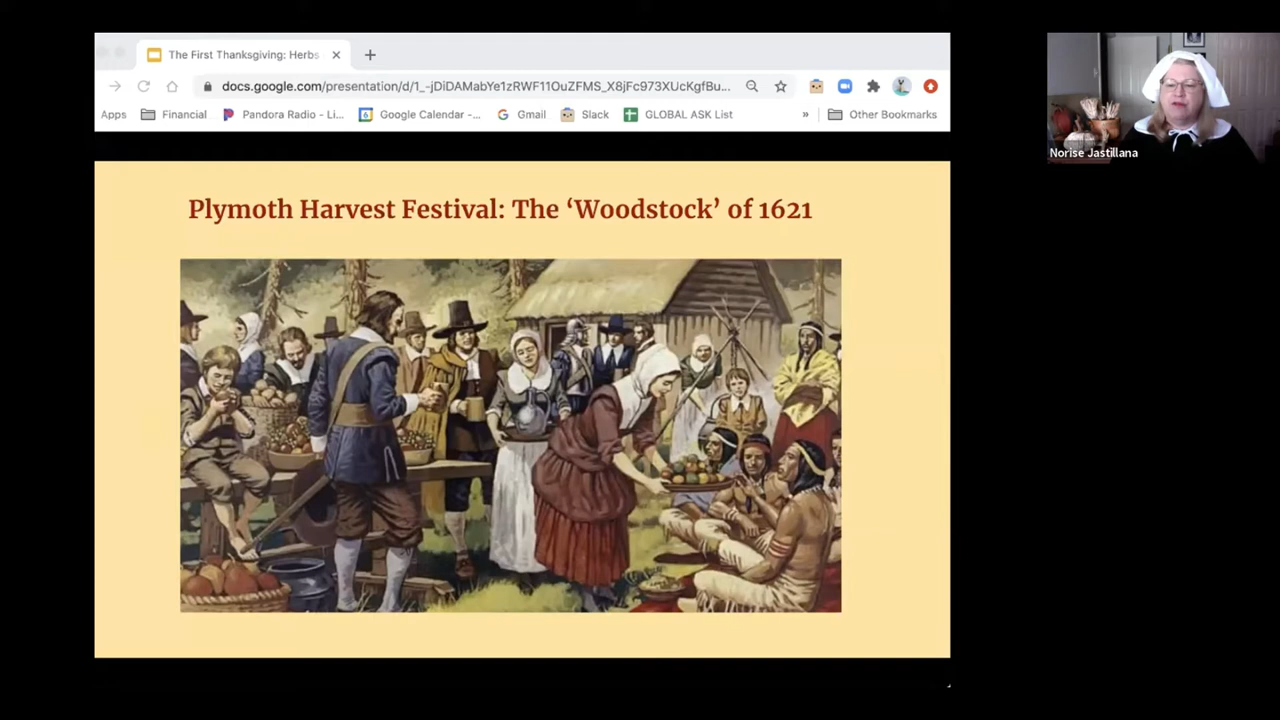 The First Thanksgiving: Herbs
docs.google.com/presentation/d/1_-jDiDAMabYe1zRWF11OuZFMS_X8jFc973XUcKgfBu...
Apps Financial Pandora Radio - Li... Google Calendar -... Gmail Slack GLOBAL ASK List » Other Bookmarks
Plymoth Harvest Festival: The ‘Woodstock’ of 1621
Norise Jastillana